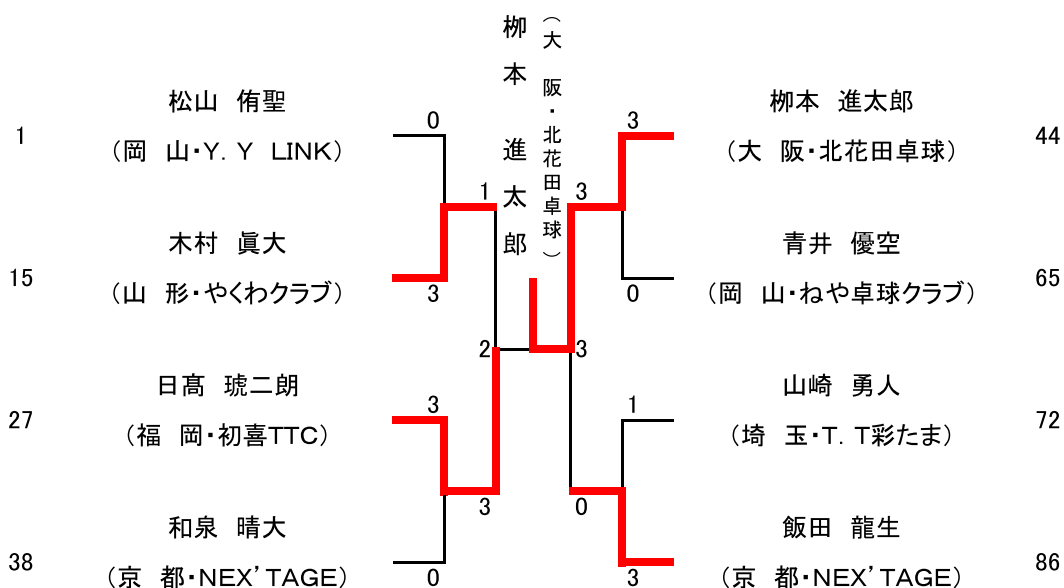 栁本 進太郎
(大 阪・北花田卓球)
1
松山 侑聖
(岡 山・Y.Y LINK)
0
15
木村 眞大
(山 形・やくわクラブ)
3
1
27
日髙 琥二朗
(福 岡・初喜TTC)
3
38
和泉 晴大
(京 都・NEX'TAGE)
0
3
2
3
3
栁本 進太郎
(大 阪・北花田卓球)
44
3
青井 優空
(岡 山・ねや卓球クラブ)
65
0
1
山崎 勇人
(埼 玉・T.T彩たま)
72
0
3
飯田 龍生
(京 都・NEX'TAGE)
86